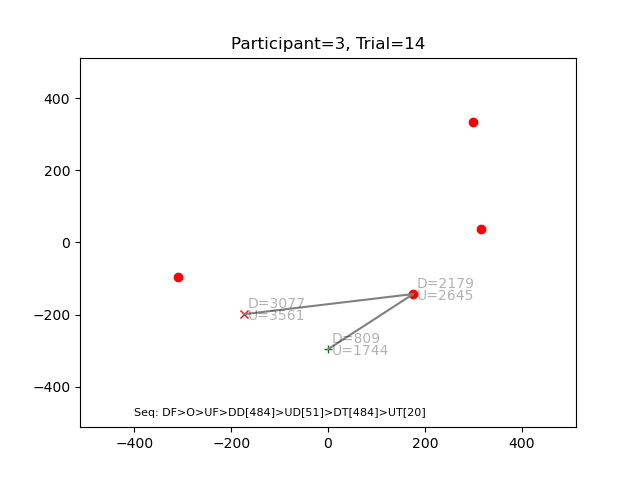 Participant=3, Trial=14
400
200
0
−200
−400
D=2179
U=2645
D=3077
U=3561
D=809
U=1744
Seq: DF>O>UF>DD[484]>UD[51]>DT[484]>UT[20]
−400
−200
0
200
400